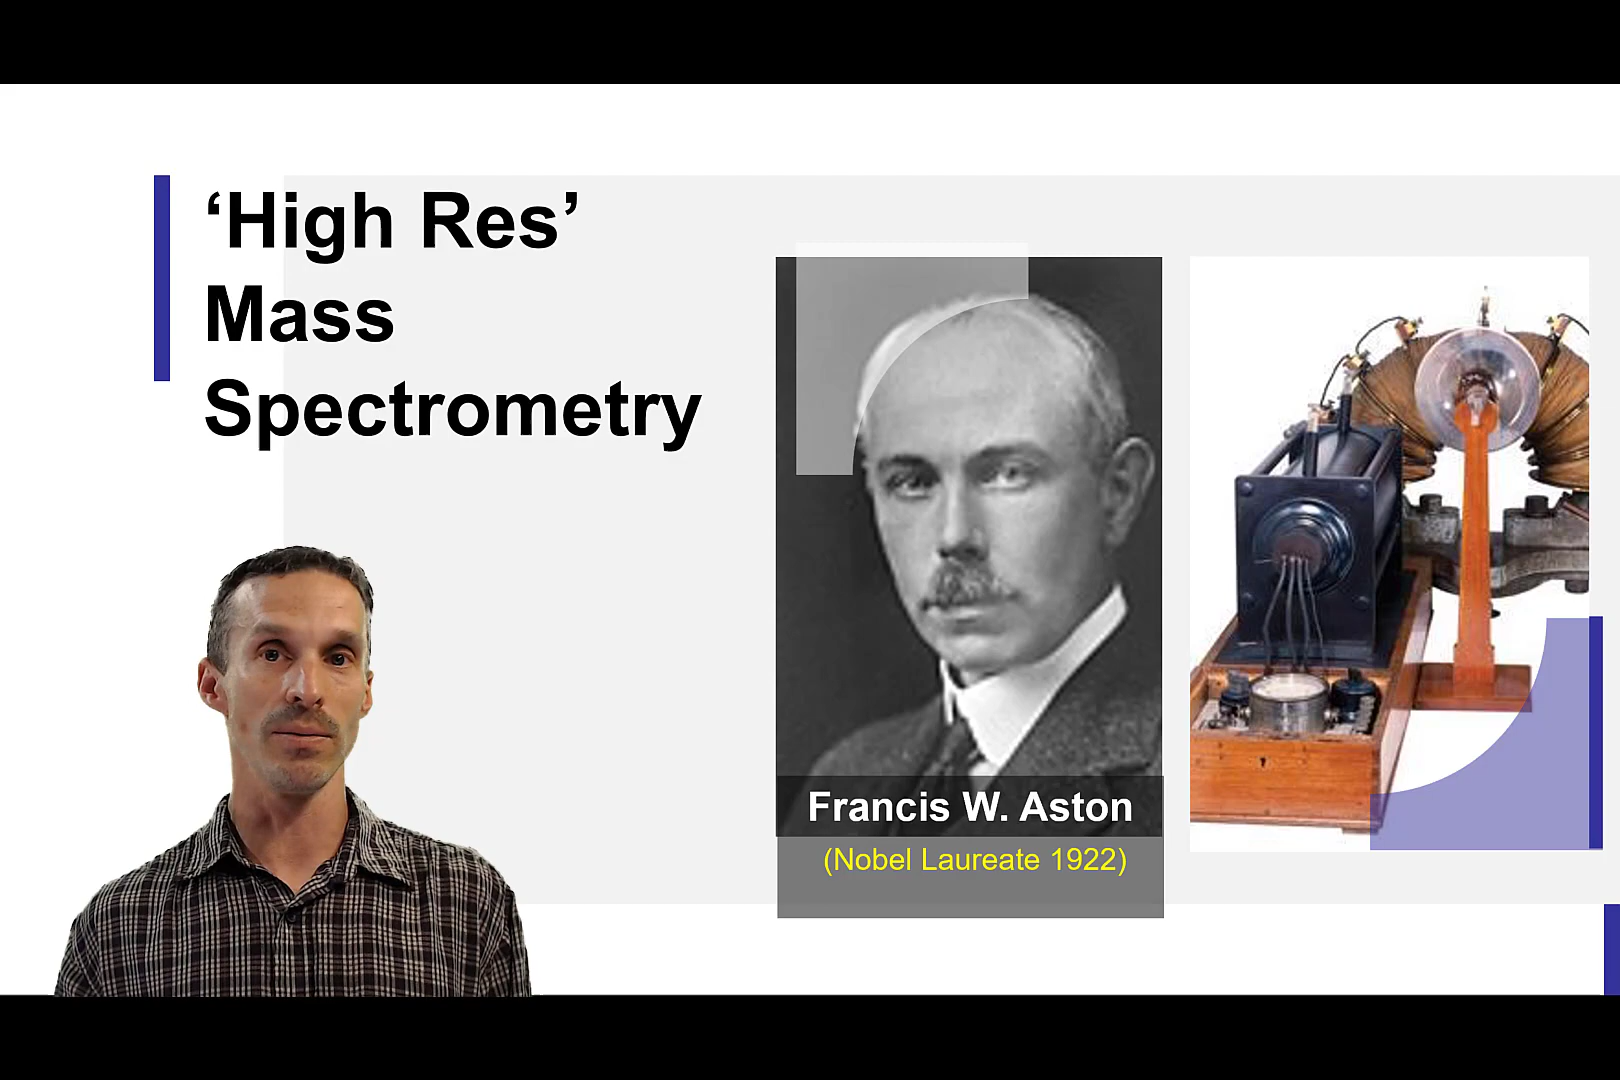 ‘High Res’
Mass
Spectrometry
Francis W. Aston
(Nobel Laureate 1922)